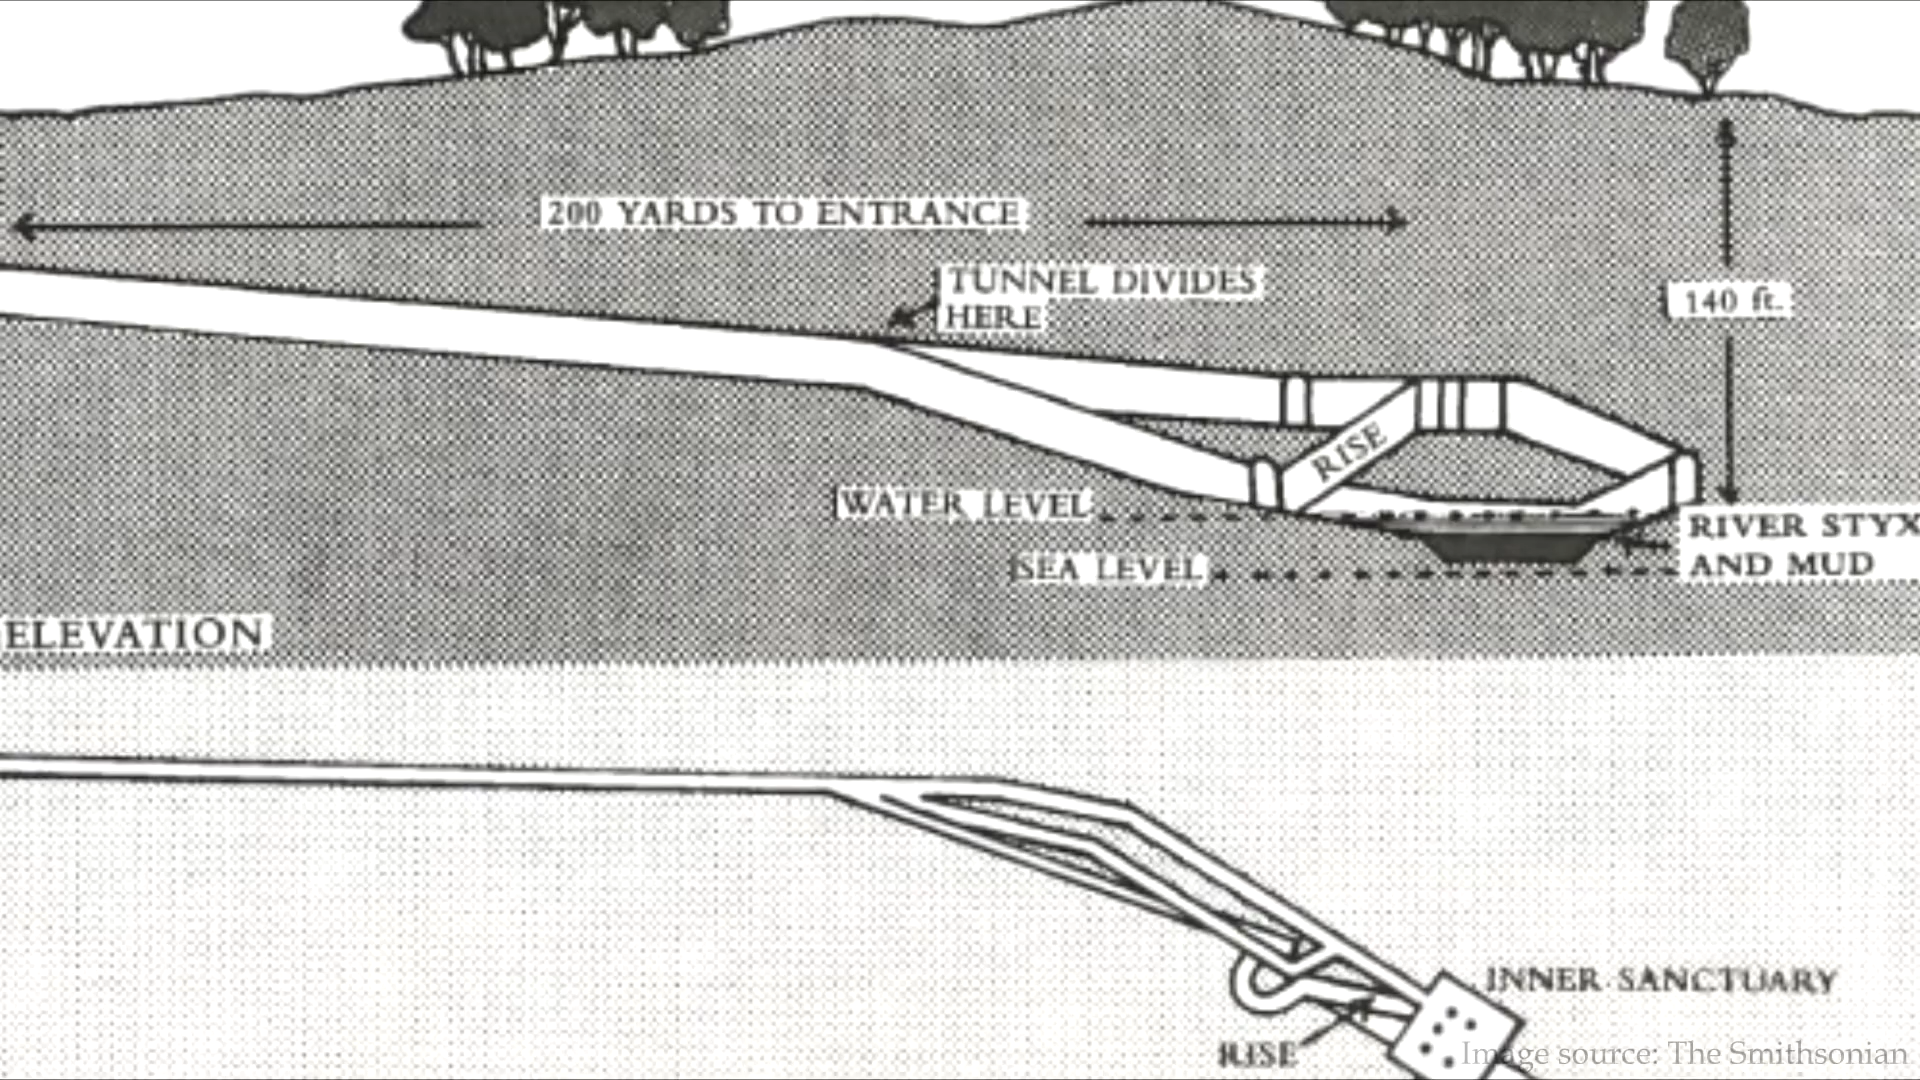 200 YARDS TO ENTRANCE
TUNNEL DIVIDES
HERE
140 ft.
RISE
WATER LEVEL
RIVER STYX
AND MUD
SEA LEVEL
ELEVATION
INNER SANCTUARY
RISE
Image source: The Smithsonian